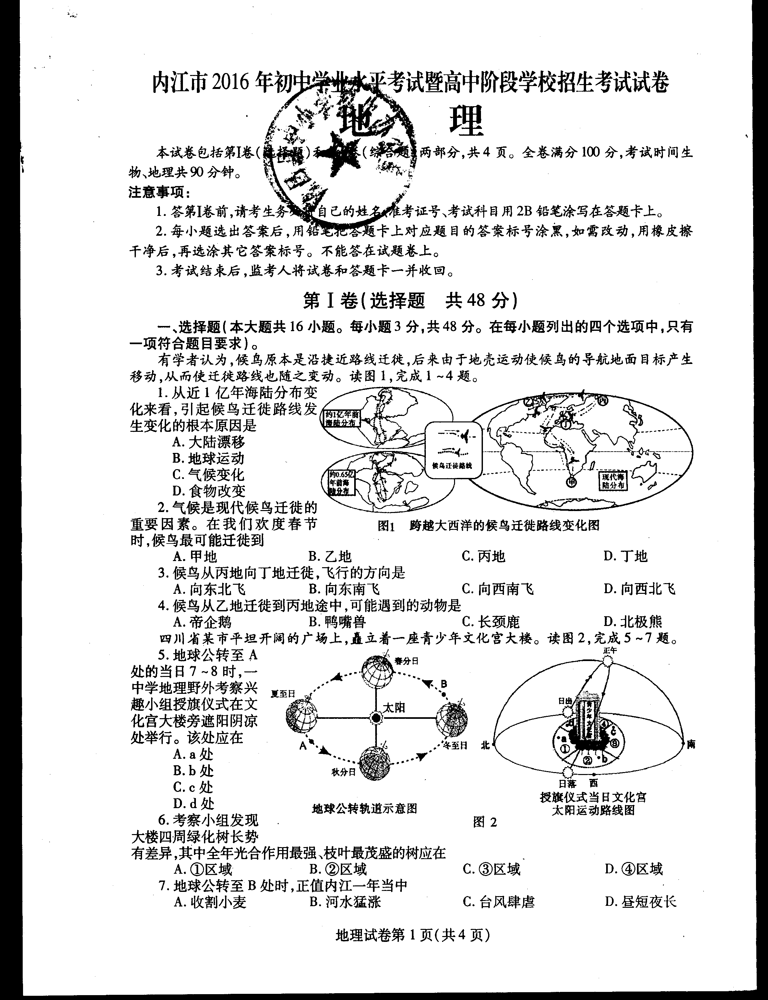 内江市2016年初中学业水平考试暨高中阶段学校招生考试试卷
地 理
本试卷包括第Ⅰ卷(选择题)和 卷(综合题)两部分,共4页。全卷满分100分,考试时间生
物、地理共90分钟。
注意事项:
1. 答第Ⅰ卷前,请考生务 自己的姓名、准考证号、考试科目用2B铅笔涂写在答题卡上。
2. 每小题选出答案后,用铅笔把答题卡上对应题目的答案标号涂黑,如需改动,用橡皮擦
干净后,再选涂其它答案标号。不能答在试题卷上。
3. 考试结束后,监考人将试卷和答题卡一并收回。
第Ⅰ卷(选择题 共48分)
一、选择题(本大题共16小题。每小题3分,共48分。在每小题列出的四个选项中,只有
一项符合题目要求)。
有学者认为,候鸟原本是沿捷近路线迁徙,后来由于地壳运动使候鸟的导航地面目标产生
移动,从而使迁徙路线也随之变动。读图1,完成1~4题。
1. 从近1亿年海陆分布变
化来看,引起候鸟迁徙路线发
生变化的根本原因是
A. 大陆漂移
B. 地球运动
C. 气候变化
D. 食物改变
约1亿年前
海陆分布
约0.65亿
年前海
陆分布
候鸟迁徙路线
乙
丙
丁
甲
现代海
陆分布
图1 跨越大西洋的候鸟迁徙路线变化图
2. 气候是现代候鸟迁徙的
重要因素。在我们欢度春节
时,候鸟最可能迁徙到
A. 甲地 B. 乙地 C. 丙地 D. 丁地
3. 候鸟从丙地向丁地迁徙,飞行的方向是
A. 向东北飞 B. 向东南飞 C. 向西南飞 D. 向西北飞
4. 候鸟从乙地迁徙到丙地途中,可能遇到的动物是
A. 帝企鹅 B. 鸭嘴兽 C. 长颈鹿 D. 北极熊
四川省某市平坦开阔的广场上,矗立着一座青少年文化宫大楼。读图2,完成5~7题。
5. 地球公转至A
处的当日7~8时,一
中学地理野外考察兴
趣小组授旗仪式在文
化宫大楼旁遮阳阴凉
处举行。该处应在
A. a处
B. b处
C. c处
D. d处
春分日
夏至日
B
太阳
A
冬至日
秋分日
地球公转轨道示意图
正午
日出
青少年文化宫
d
④
c
a
③
①
②
b
北
南
日落 西
授旗仪式当日文化宫
太阳运动路线图
图 2
6. 考察小组发现
大楼四周绿化树长势
有差异,其中全年光合作用最强、枝叶最茂盛的树应在
A. ①区域 B. ②区域 C. ③区域 D. ④区域
7. 地球公转至B处时,正值内江一年当中
A. 收割小麦 B. 河水猛涨 C. 台风肆虐 D. 昼短夜长
地理试卷第1页(共4页)